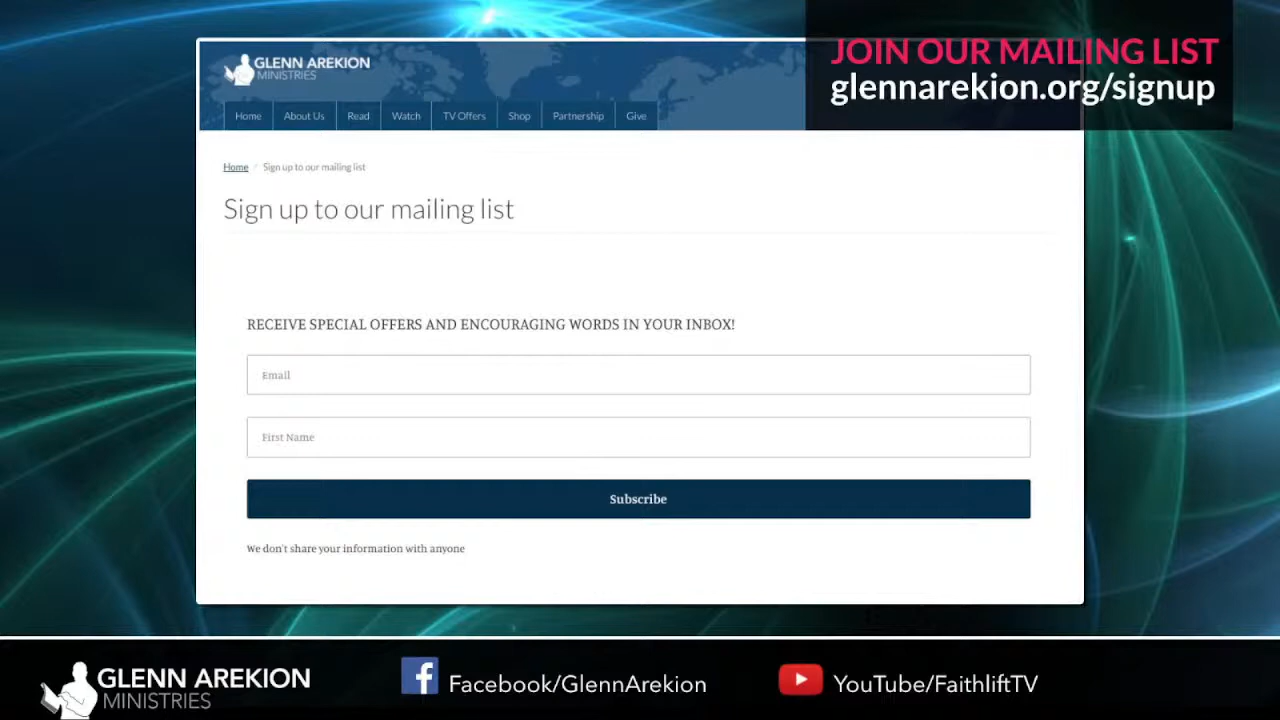 JOIN OUR MAILING LIST
glennarekion.org/signup
GLENN AREKION
MINISTRIES
Home About Us Read Watch TV Offers Shop Partnership Give
Home / Sign up to our mailing list
Sign up to our mailing list
RECEIVE SPECIAL OFFERS AND ENCOURAGING WORDS IN YOUR INBOX!
Email
First Name
Subscribe
We don't share your information with anyone
GLENN AREKION
MINISTRIES
Facebook/GlennArekion
YouTube/FaithliftTV